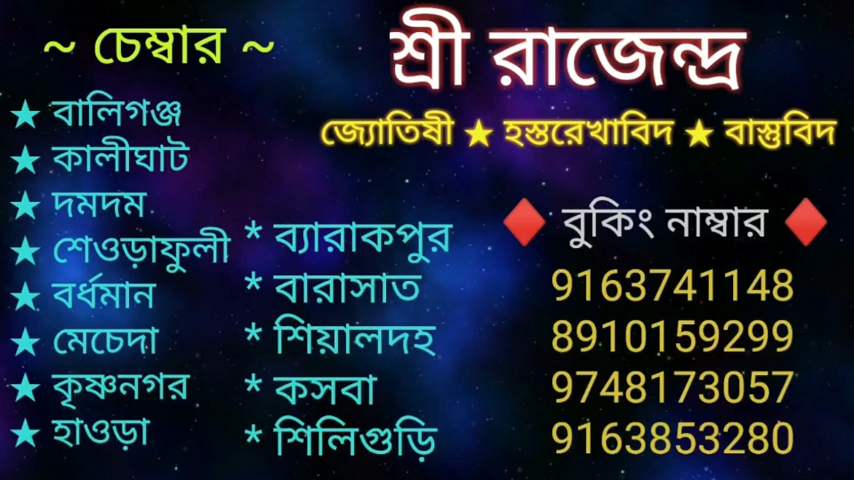 ~ চেম্বার ~
★ বালিগঞ্জ
★ কালীঘাট
★ দমদম
★ শেওড়াফুলী
★ বর্ধমান
★ মেচেদা
★ কৃষ্ণনগর
★ হাওড়া
* ব্যারাকপুর
* বারাসাত
* শিয়ালদহ
* কসবা
* শিলিগুড়ি
শ্রী রাজেন্দ্র
জ্যোতিষী ★ হস্তরেখাবিদ ★ বাস্তুবিদ
♦ বুকিং নাম্বার ♦
9163741148
8910159299
9748173057
9163853280